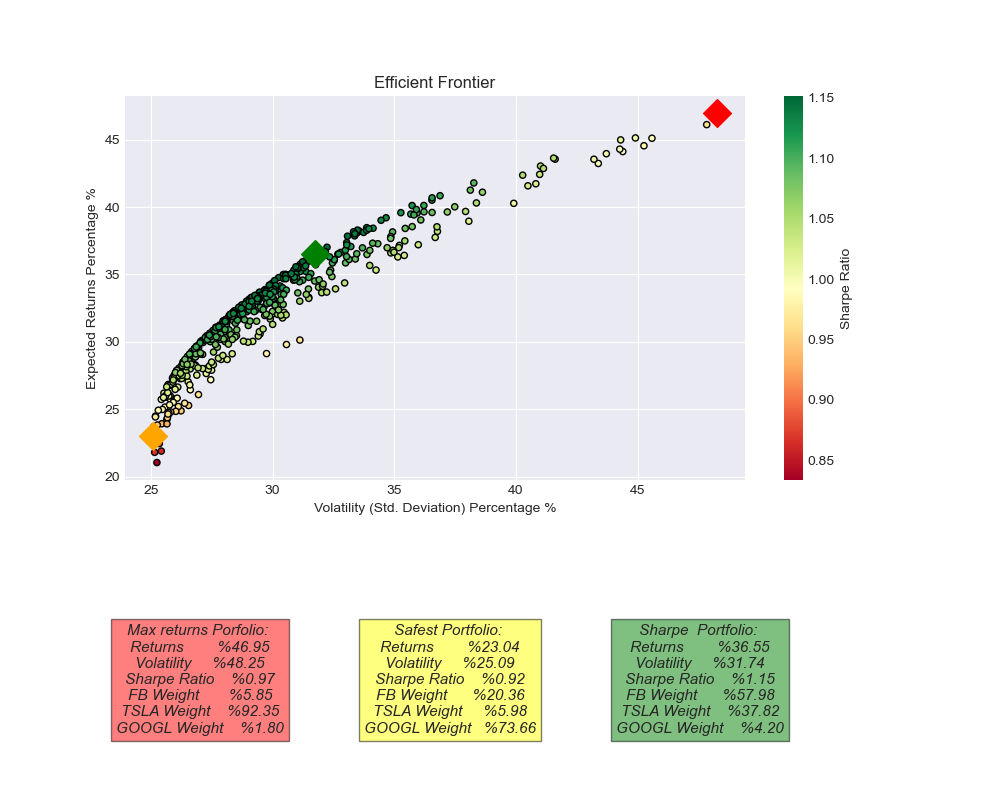 Efficient Frontier
1.15
45
1.10
40
1.05
Expected Returns Percentage %
35
1.00
Sharpe Ratio
30
0.95
25
0.90
0.85
20
25 30 35 40 45
Volatility (Std. Deviation) Percentage %
Max returns Porfolio:
Returns %46.95
Volatility %48.25
Sharpe Ratio %0.97
FB Weight %5.85
TSLA Weight %92.35
GOOGL Weight %1.80
Safest Portfolio:
Returns %23.04
Volatility %25.09
Sharpe Ratio %0.92
FB Weight %20.36
TSLA Weight %5.98
GOOGL Weight %73.66
Sharpe Portfolio:
Returns %36.55
Volatility %31.74
Sharpe Ratio %1.15
FB Weight %57.98
TSLA Weight %37.82
GOOGL Weight %4.20